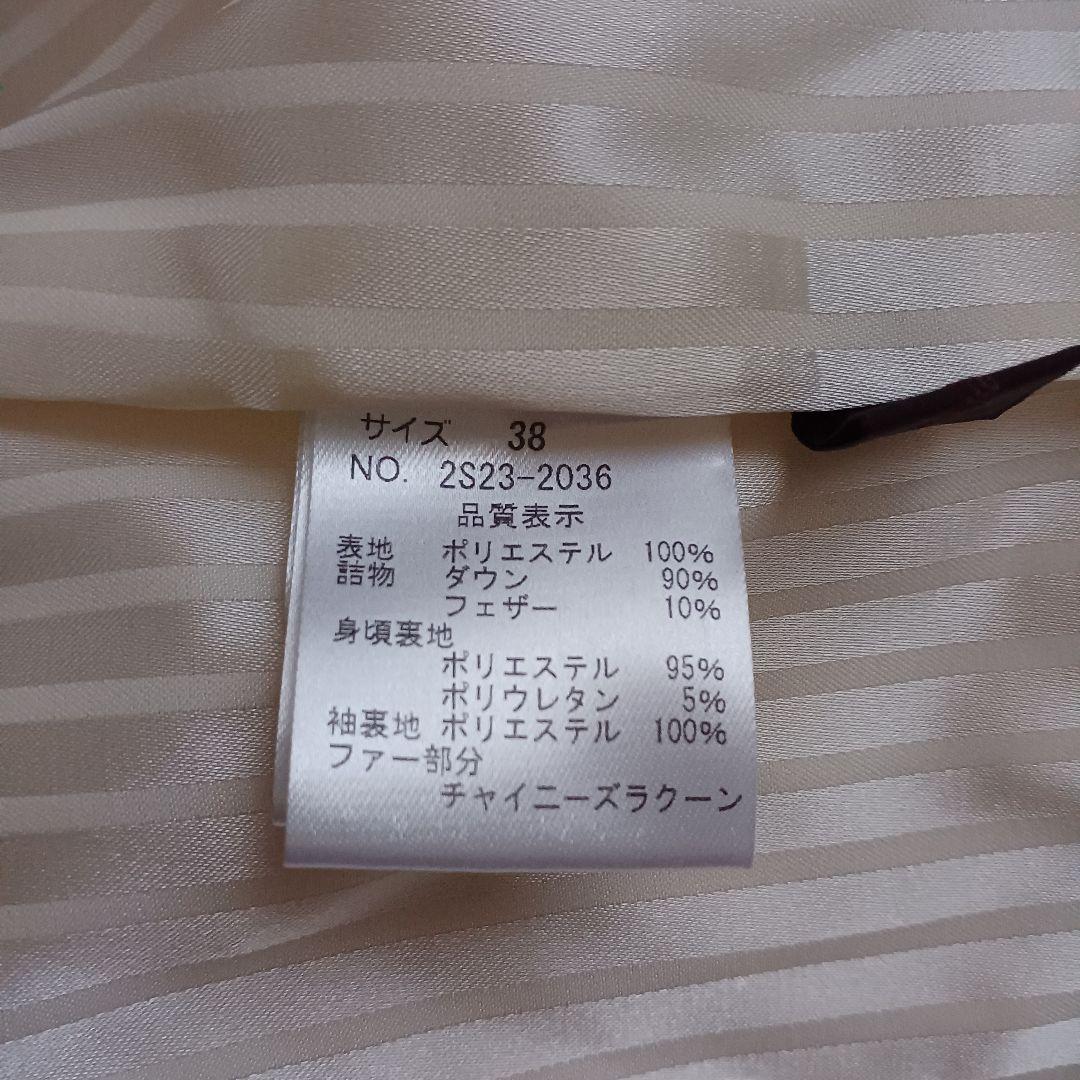 サイズ 38
NO. 2S23-2036
品質表示
表地 ポリエステル 100%
詰物 ダウン 90%
フェザー 10%
身頃裏地
ポリエステル 95%
ポリウレタン 5%
袖裏地 ポリエステル 100%
ファー部分
チャイニーズラクーン